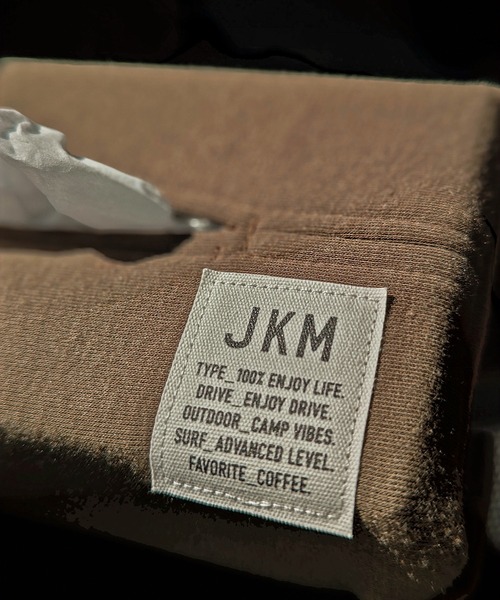 JKM
TYPE_100% ENJOY LIFE.
DRIVE_ENJOY DRIVE.
OUTDOOR_CAMP VIBES.
SURF_ADVANCED LEVEL.
FAVORITE_COFFEE.